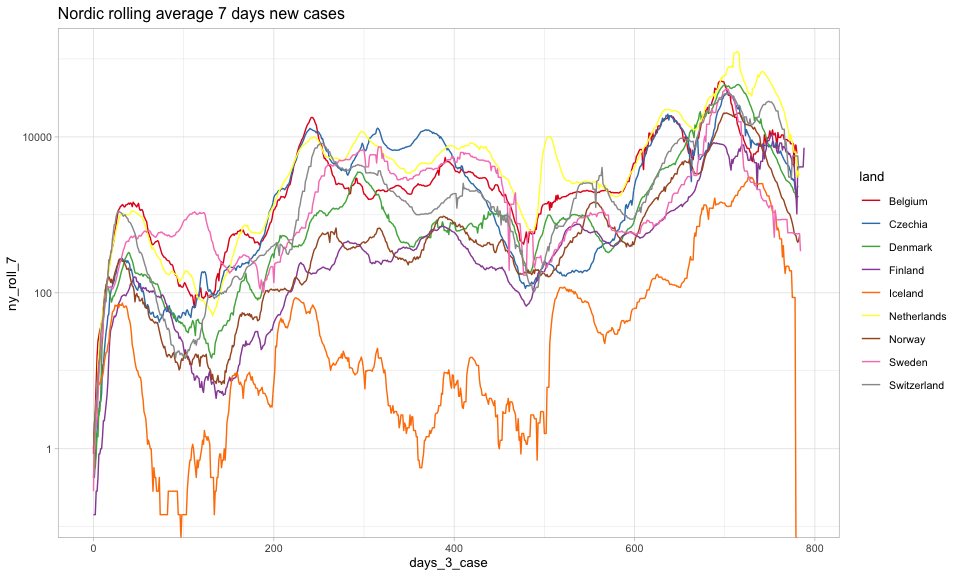 Nordic rolling average 7 days new cases
ny_roll_7
10000
100
1
0
200
400
600
800
days_3_case
land
Belgium
Czechia
Denmark
Finland
Iceland
Netherlands
Norway
Sweden
Switzerland